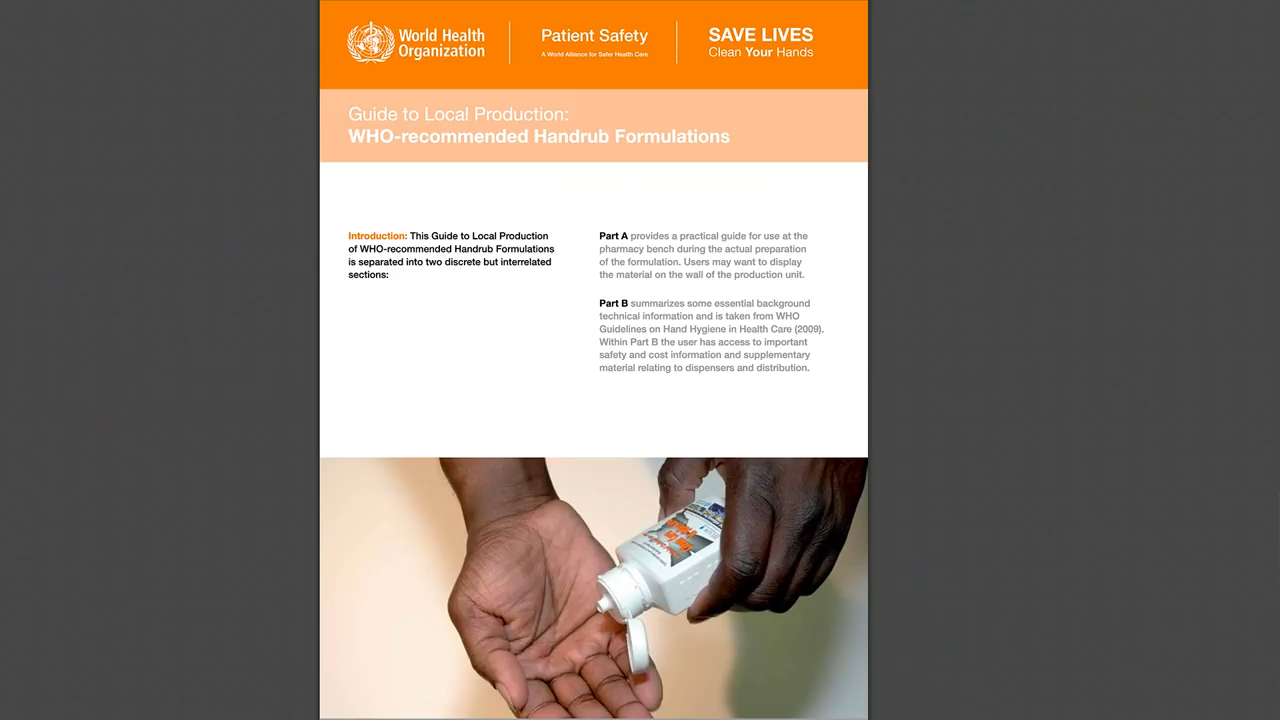 World Health
Organization
Patient Safety
A World Alliance for Safer Health Care
SAVE LIVES
Clean Your Hands
Guide to Local Production:
WHO-recommended Handrub Formulations
Introduction: This Guide to Local Production
of WHO-recommended Handrub Formulations
is separated into two discrete but interrelated
sections:
Part A provides a practical guide for use at the
pharmacy bench during the actual preparation
of the formulation. Users may want to display
the material on the wall of the production unit.
Part B summarizes some essential background
technical information and is taken from WHO
Guidelines on Hand Hygiene in Health Care (2009).
Within Part B the user has access to important
safety and cost information and supplementary
material relating to dispensers and distribution.